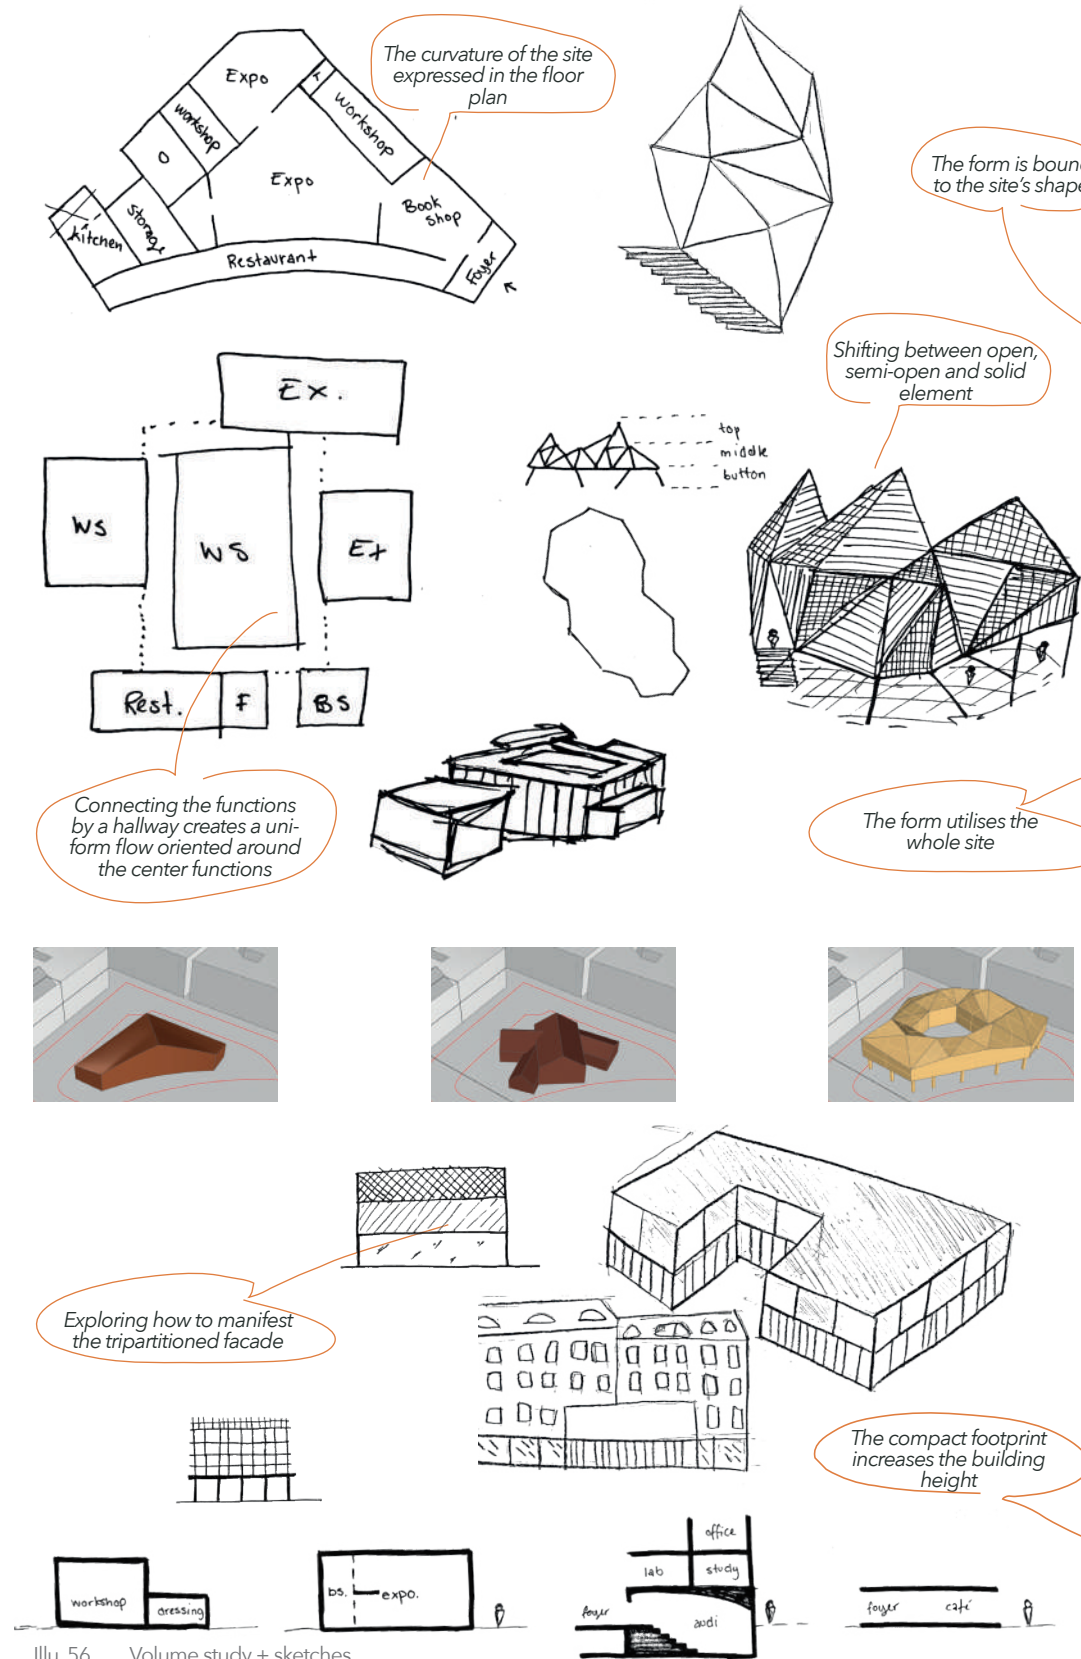 The curvature of the site
expressed in the floor
plan
Expo
workshop
Workshop
O
Expo
Book
Shop
Storage
kitchen
Restaurant
Foyer
The form is boun
to the site's shape
Shifting between open,
semi-open and solid
element
Ex.
top
middle
button
WS
WS
Ex
Rest.
F
BS
Connecting the functions
by a hallway creates a uni-
form flow oriented around
the center functions
The form utilises the
whole site
Exploring how to manifest
the tripartitioned facade
The compact footprint
increases the building
height
workshop
dressing
bs.
expo.
office
lab
study
foyer
audi
foyer
café
Illu. 56 Volume study + sketches